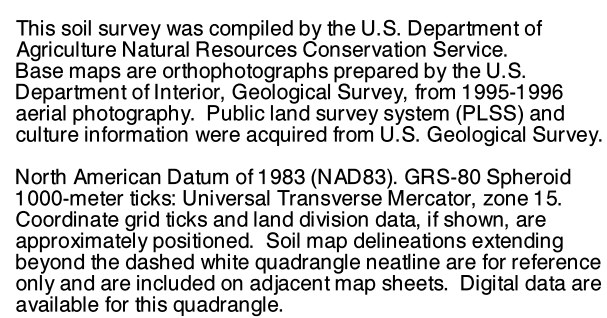 This soil survey was compiled by the U.S. Department of
Agriculture Natural Resources Conservation Service.
Base maps are orthophotographs prepared by the U.S.
Department of Interior, Geological Survey, from 1995-1996
aerial photography.  Public land survey system (PLSS) and
culture information were acquired from U.S. Geological Survey.

North American Datum of 1983 (NAD83). GRS-80 Spheroid
1000-meter ticks: Universal Transverse Mercator, zone 15.
Coordinate grid ticks and land division data, if shown, are
approximately positioned.  Soil map delineations extending
beyond the dashed white quadrangle neatline are for reference
only and are included on adjacent map sheets.  Digital data are
available for this quadrangle.